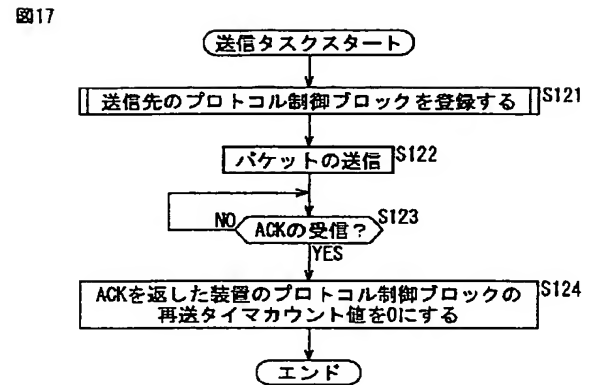 図17
送信タスクスタート
送信先のプロトコル制御ブロックを登録する
S121
パケットの送信
S122
ACKの受信？
S123
NO
YES
ACKを返した装置のプロトコル制御ブロックの
再送タイマカウント値を0にする
S124
エンド